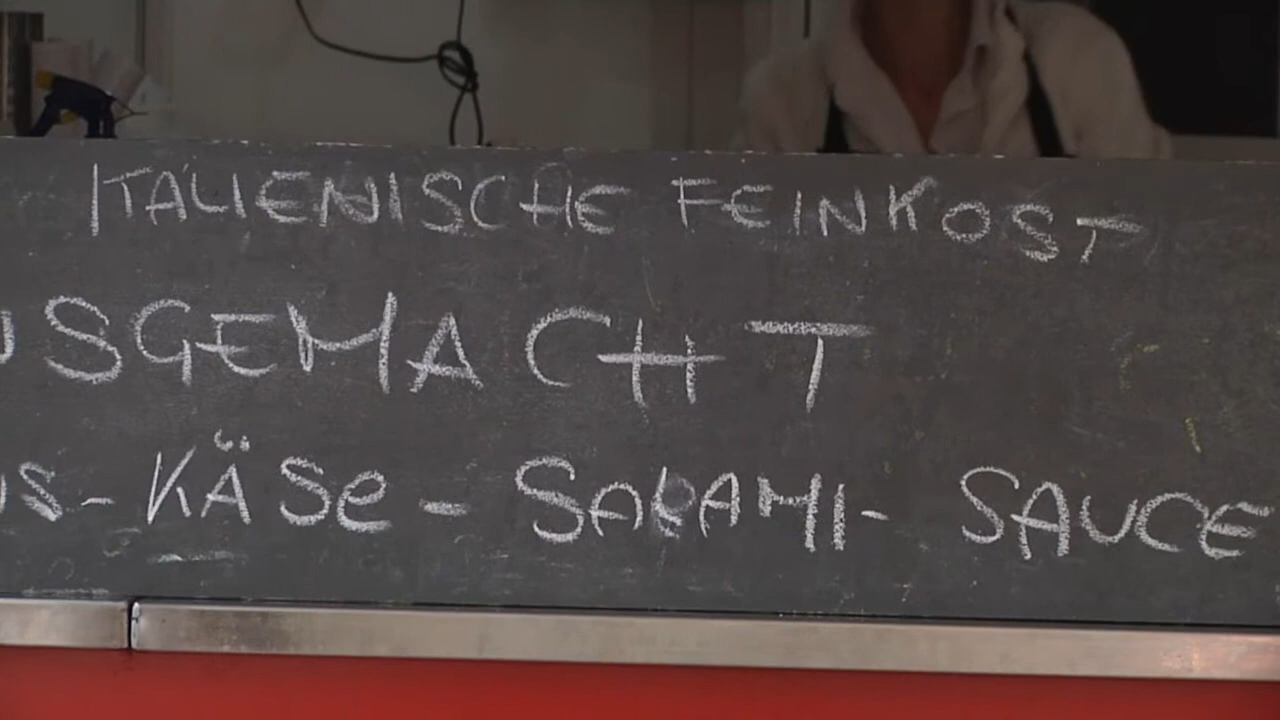 ITALIENISCHE FEINKOST
USGEMACHT
S - KÄSe - SALAMI - SAUCE